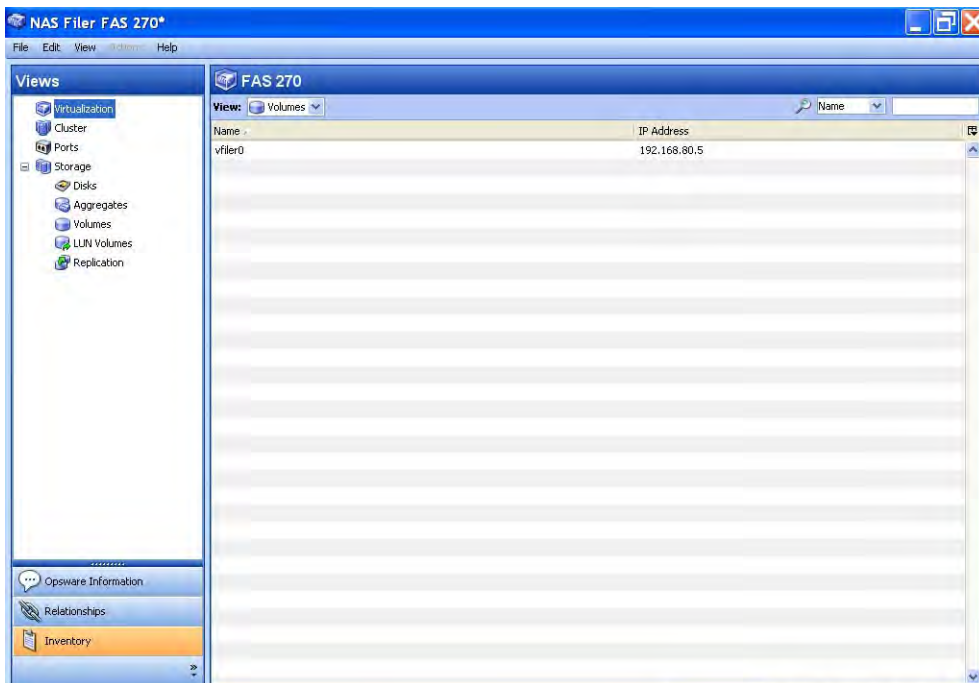 NAS Filer FAS 270*
File Edit View Actions Help
Views
Virtualization
Cluster
Ports
Storage
Disks
Aggregates
Volumes
LUN Volumes
Replication
Opsware Information
Relationships
Inventory
»
FAS 270
View: Volumes Name
Name IP Address
vfiler0 192.168.80.5